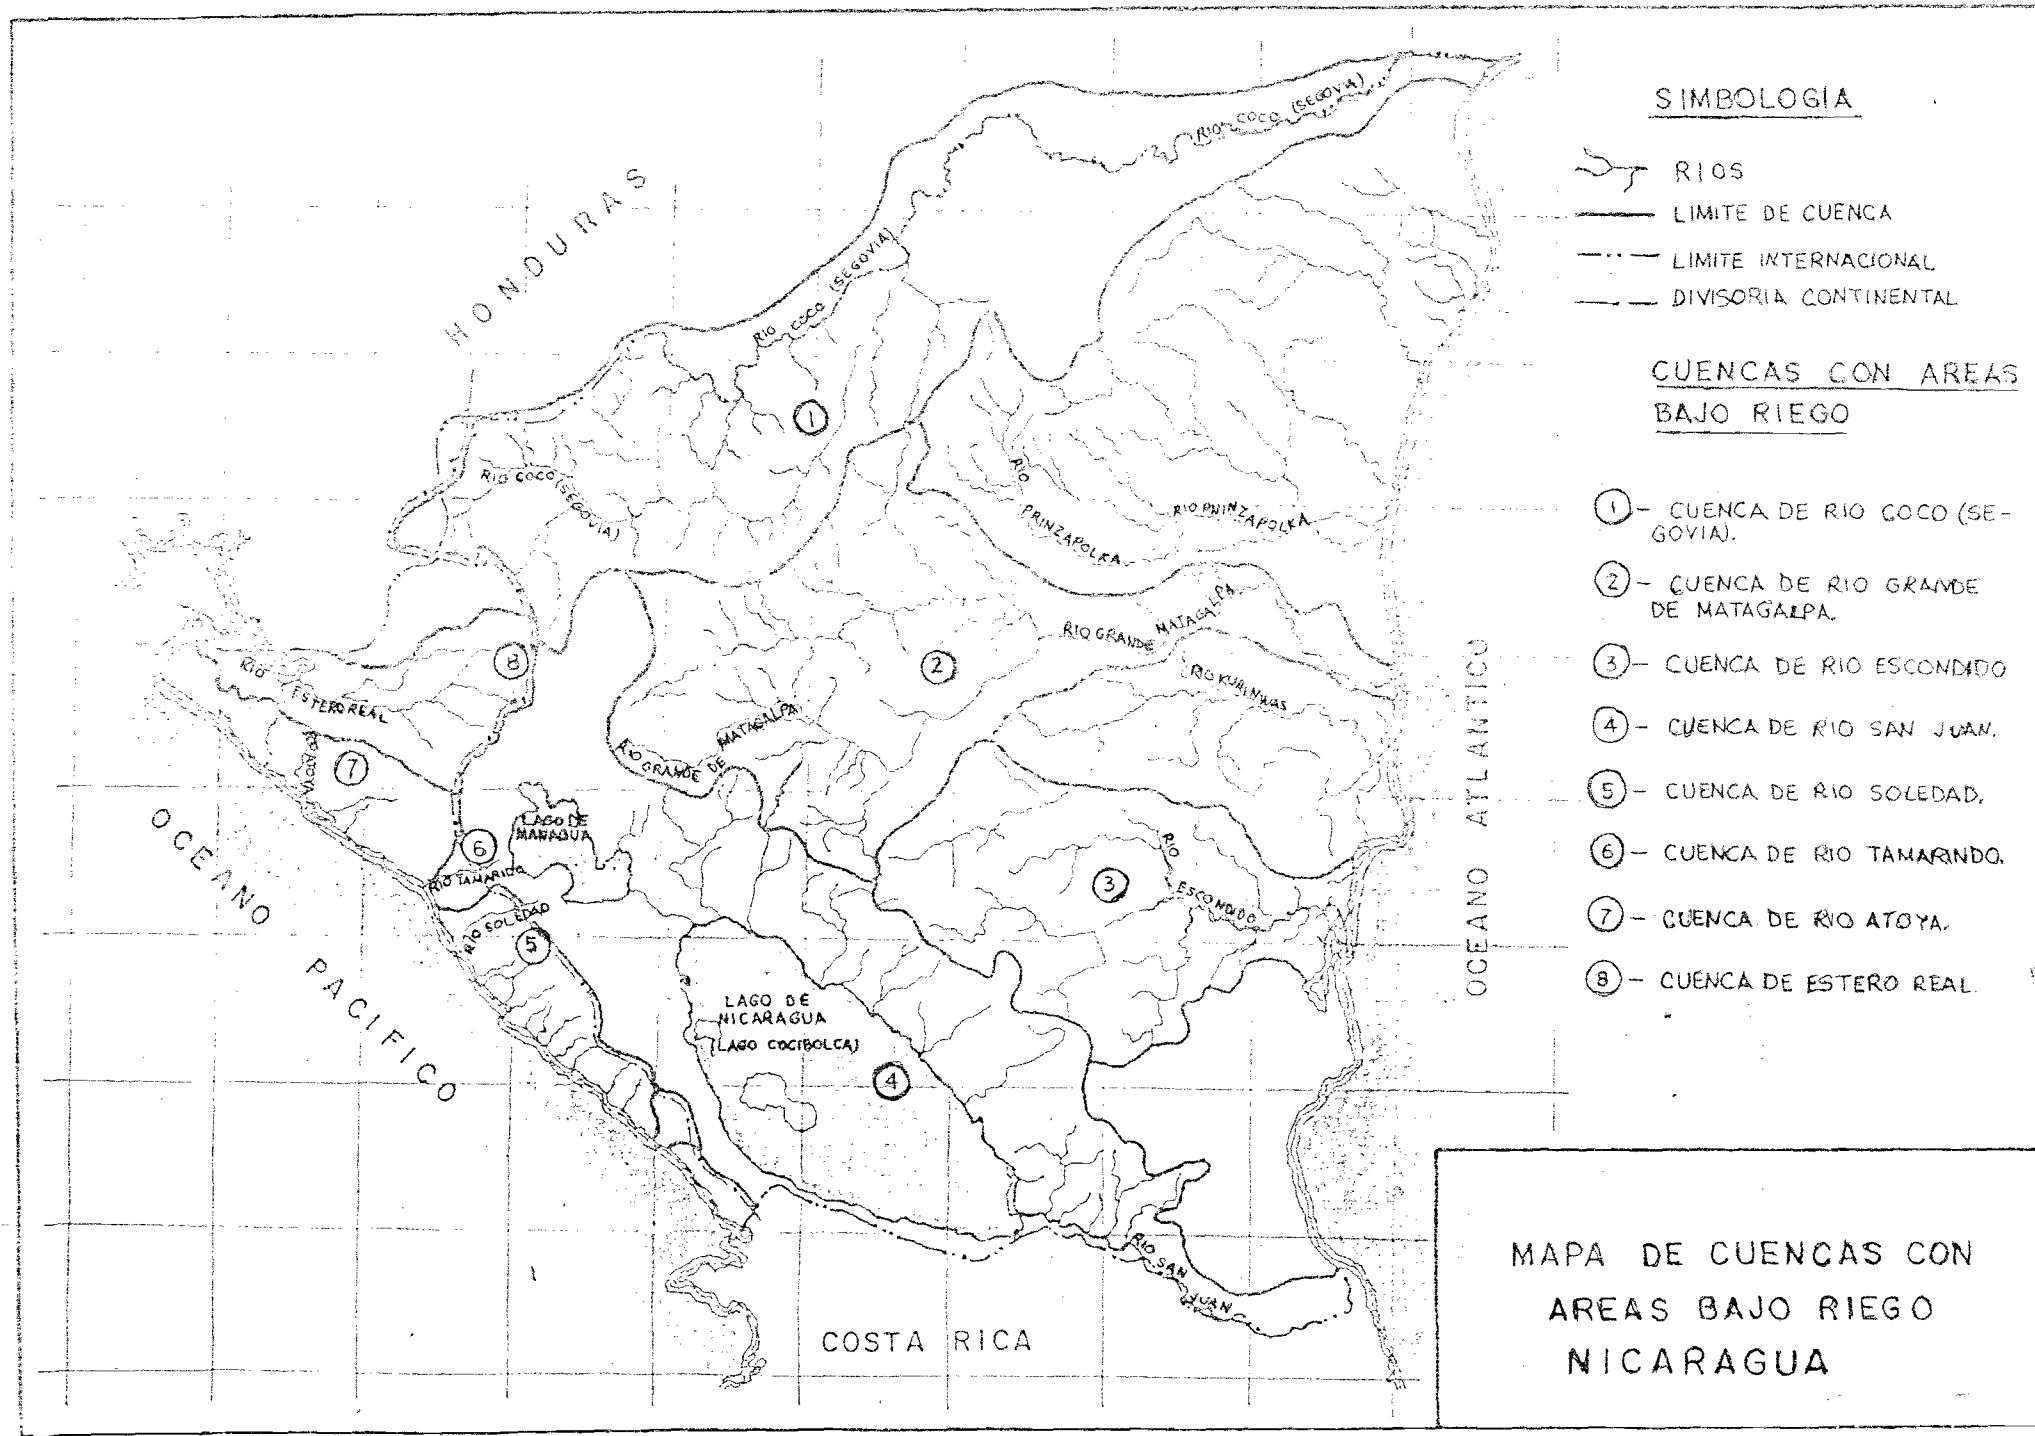 SIMBOLOGIA
RIOS
LIMITE DE CUENCA
LIMITE INTERNACIONAL
DIVISORIA CONTINENTAL
CUENCAS CON AREAS
BAJO RIEGO
1 - CUENCA DE RIO COCO (SE-
GOVIA).
2 - CUENCA DE RIO GRANDE
DE MATAGALPA.
3 - CUENCA DE RIO ESCONDIDO
4 - CUENCA DE RIO SAN JUAN.
5 - CUENCA DE RIO SOLEDAD.
6 - CUENCA DE RIO TAMARINDO.
7 - CUENCA DE RIO ATOYA.
8 - CUENCA DE ESTERO REAL.
MAPA DE CUENCAS CON
AREAS BAJO RIEGO
NICARAGUA
HONDURAS
RIO COCO (SEGOVIA)
RIO COCO (SEGOVIA)
1
RIO COCO (SEGOVIA)
RIO PRINZAPOLKA
RIO PRINZAPOLKA
RIO GRANDE MATAGALPA
2
RIO KURINWAS
8
RIO ESTERO REAL
RIO ATOYA
7
RIO GRANDE DE MATAGALPA
LAGO DE
MANAGUA
6
RIO TAMARIDO
RIO SOLEDAD
5
RIO ESCONDIDO
3
LAGO DE
NICARAGUA
(LAGO COCIBOLCA)
4
RIO SAN JUAN
OCEANO PACIFICO
OCEANO ATLANTICO
COSTA RICA